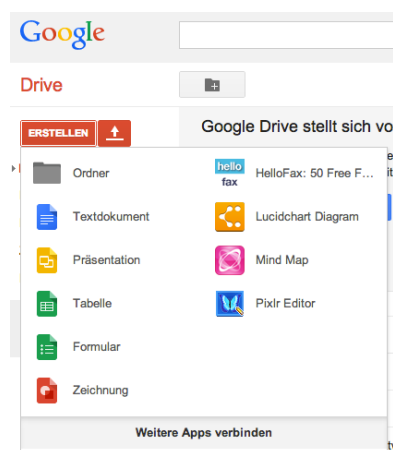 Google
Drive
ERSTELLEN
Google Drive stellt sich vo
Ordner
Textdokument
Präsentation
Tabelle
Formular
Zeichnung
hello
fax
HelloFax: 50 Free F...
Lucidchart Diagram
Mind Map
Pixlr Editor
Weitere Apps verbinden